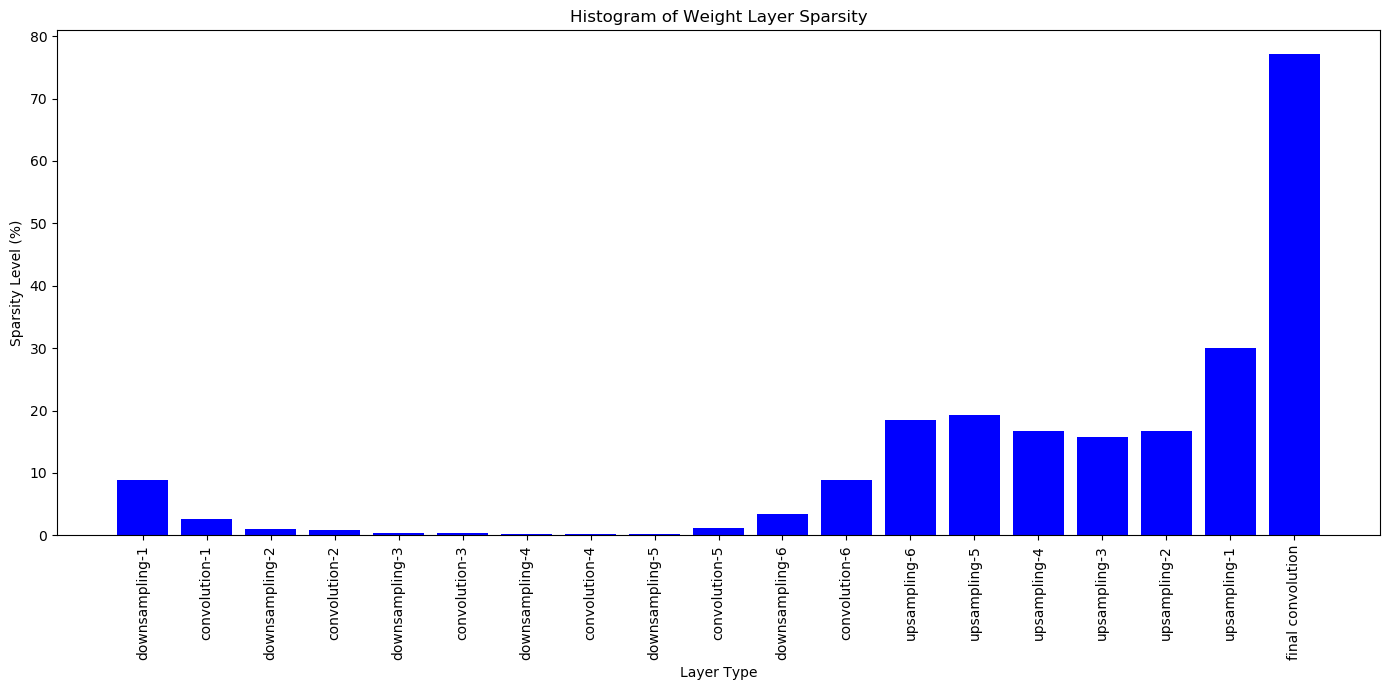 Histogram of Weight Layer Sparsity
Sparsity Level (%)
80
70
60
50
40
30
20
10
0
downsampling-1
convolution-1
downsampling-2
convolution-2
downsampling-3
convolution-3
downsampling-4
convolution-4
downsampling-5
convolution-5
downsampling-6
convolution-6
upsampling-6
upsampling-5
upsampling-4
upsampling-3
upsampling-2
upsampling-1
final convolution
Layer Type